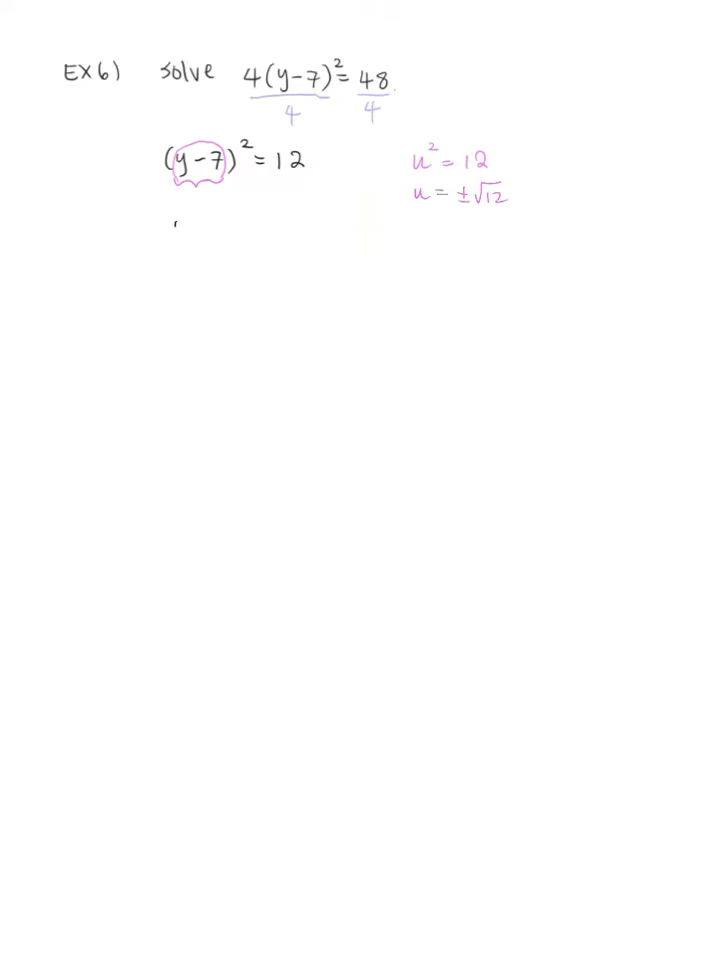 EX 6) solve 4(y-7)²= 48.
4 4
(y-7)² = 12
u² = 12
u = ±√12